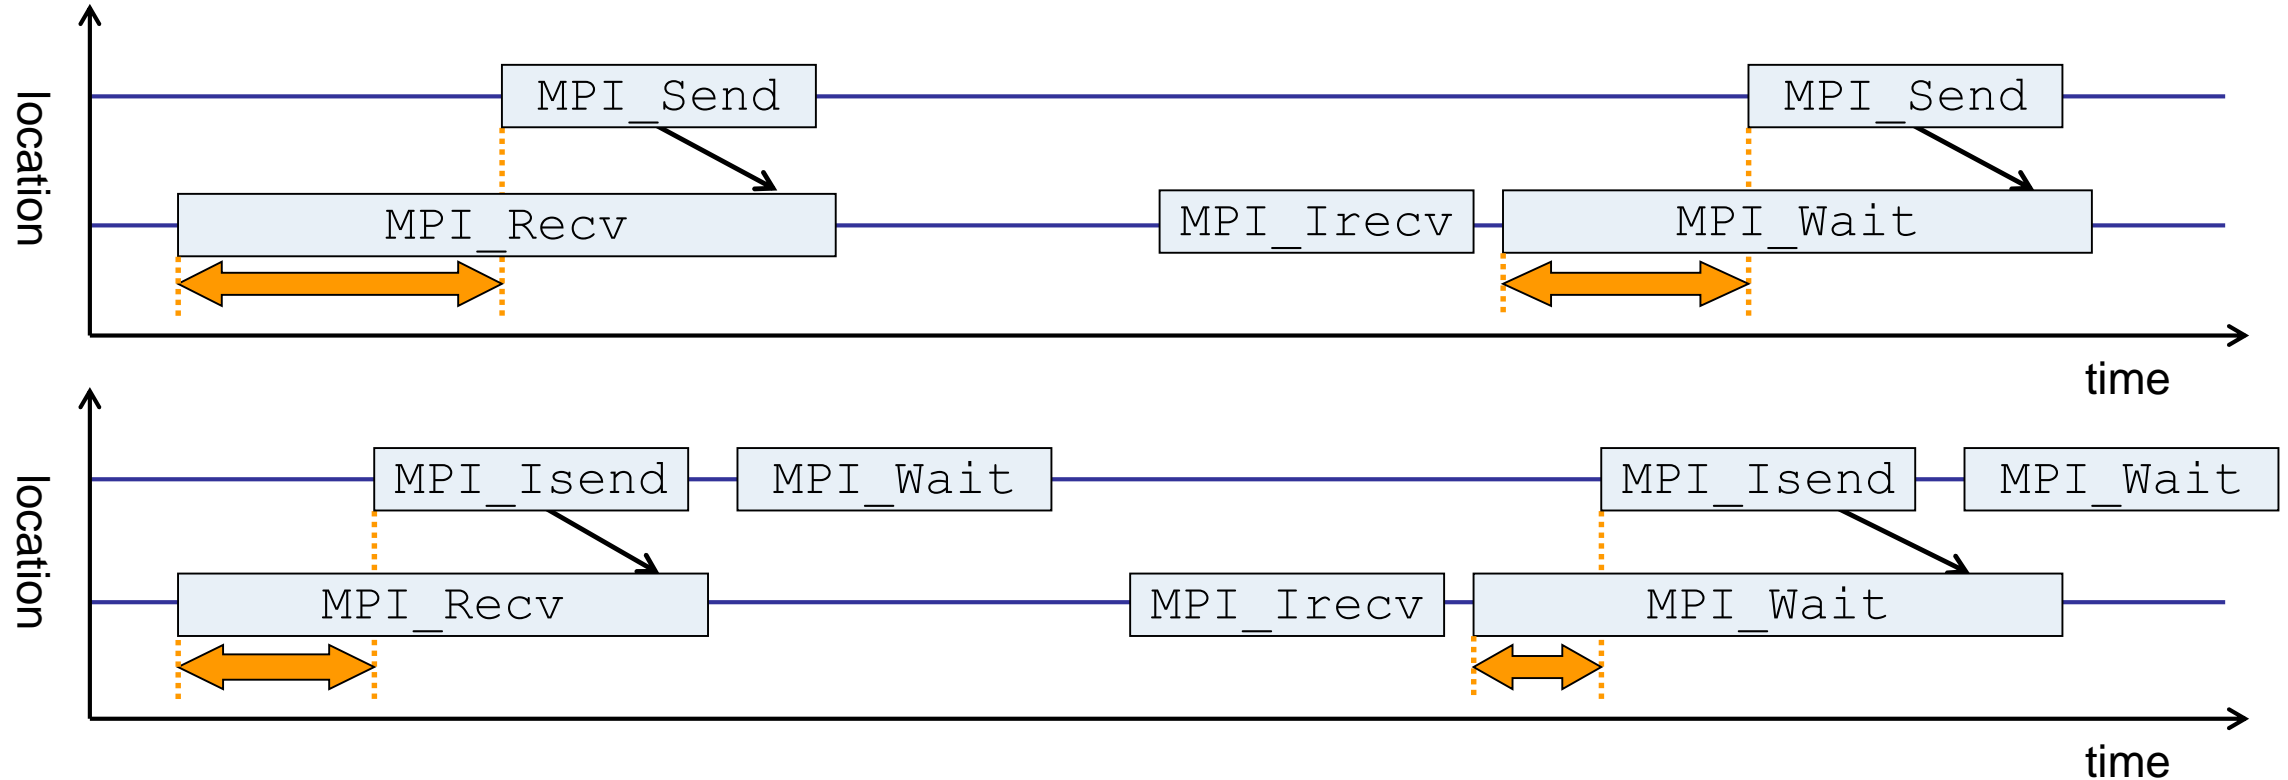 location
MPI_Send
MPI_Send
MPI_Recv
MPI_Irecv
MPI_Wait
time
location
MPI_Isend
MPI_Wait
MPI_Isend
MPI_Wait
MPI_Recv
MPI_Irecv
MPI_Wait
time